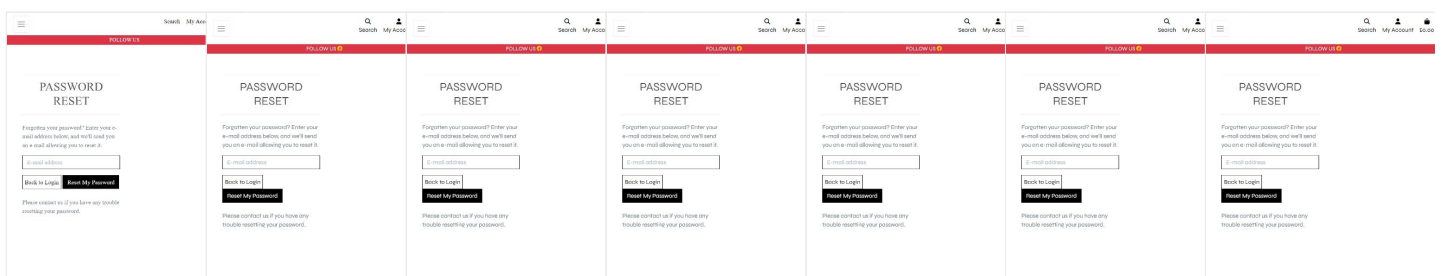 Search My Acco
FOLLOW US
PASSWORD
RESET
Forgotten your password? Enter your e-
mail address below, and we'll send you
an e-mail allowing you to reset it.
E-mail address
Back to Login Reset My Password
Please contact us if you have any trouble
resetting your password.
Search My Acco
FOLLOW US
PASSWORD
RESET
Forgotten your password? Enter your
e-mail address below, and we'll send
you an e-mail allowing you to reset it.
E-mail address
Back to Login
Reset My Password
Please contact us if you have any
trouble resetting your password.
Search My Acco
FOLLOW US
PASSWORD
RESET
Forgotten your password? Enter your
e-mail address below, and we'll send
you an e-mail allowing you to reset it.
E-mail address
Back to Login
Reset My Password
Please contact us if you have any
trouble resetting your password.
Search My Acco
FOLLOW US
PASSWORD
RESET
Forgotten your password? Enter your
e-mail address below, and we'll send
you an e-mail allowing you to reset it.
E-mail address
Back to Login
Reset My Password
Please contact us if you have any
trouble resetting your password.
Search My Acco
FOLLOW US
PASSWORD
RESET
Forgotten your password? Enter your
e-mail address below, and we'll send
you an e-mail allowing you to reset it.
E-mail address
Back to Login
Reset My Password
Please contact us if you have any
trouble resetting your password.
Search My Acco
FOLLOW US
PASSWORD
RESET
Forgotten your password? Enter your
e-mail address below, and we'll send
you an e-mail allowing you to reset it.
E-mail address
Back to Login
Reset My Password
Please contact us if you have any
trouble resetting your password.
Search My Account £0.00
FOLLOW US
PASSWORD
RESET
Forgotten your password? Enter your
e-mail address below, and we'll send
you an e-mail allowing you to reset it.
E-mail address
Back to Login
Reset My Password
Please contact us if you have any
trouble resetting your password.